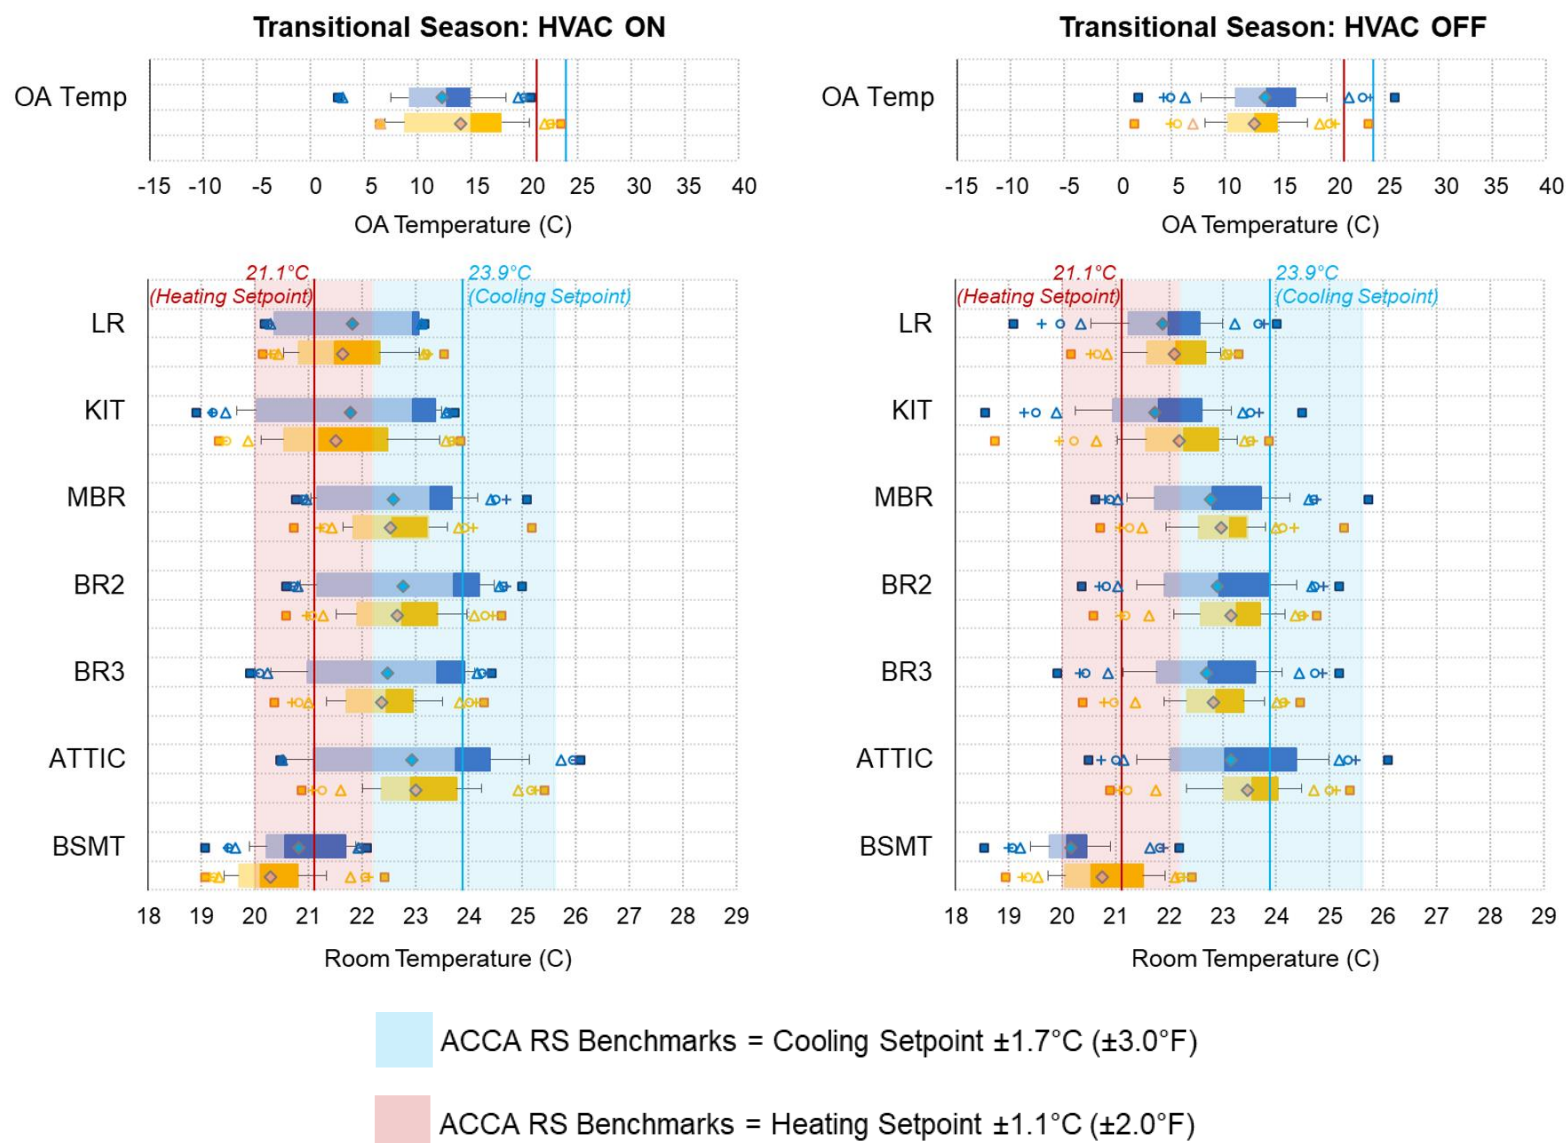 Transitional Season: HVAC ON
Transitional Season: HVAC OFF
OA Temp
-15 -10 -5 0 5 10 15 20 25 30 35 40
OA Temperature (C)
OA Temp
-15 -10 -5 0 5 10 15 20 25 30 35 40
OA Temperature (C)
21.1°C
(Heating Setpoint)
23.9°C
(Cooling Setpoint)
LR
KIT
MBR
BR2
BR3
ATTIC
BSMT
18 19 20 21 22 23 24 25 26 27 28 29
Room Temperature (C)
21.1°C
(Heating Setpoint)
23.9°C
(Cooling Setpoint)
LR
KIT
MBR
BR2
BR3
ATTIC
BSMT
18 19 20 21 22 23 24 25 26 27 28 29
Room Temperature (C)
ACCA RS Benchmarks = Cooling Setpoint ±1.7°C (±3.0°F)
ACCA RS Benchmarks = Heating Setpoint ±1.1°C (±2.0°F)